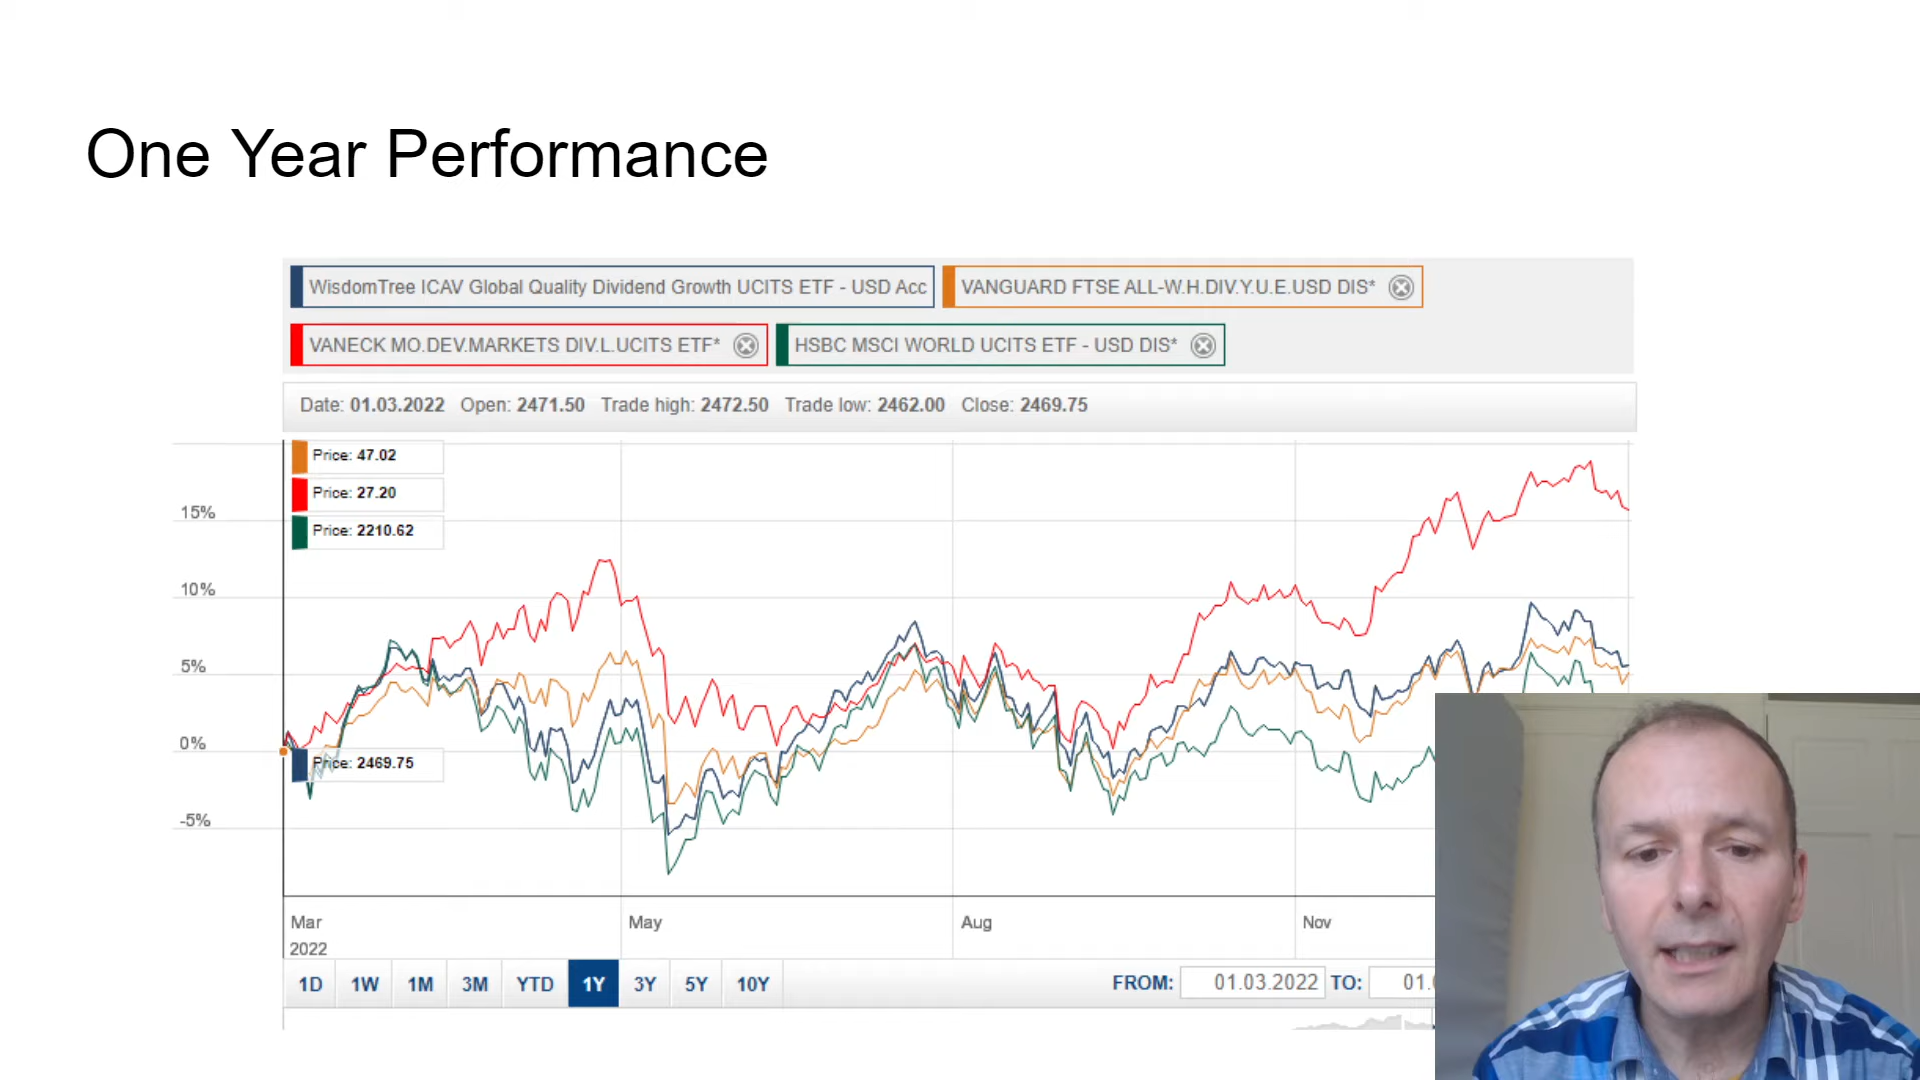 One Year Performance
WisdomTree ICAV Global Quality Dividend Growth UCITS ETF - USD Acc
VANGUARD FTSE ALL-W.H.DIV.Y.U.E.USD DIS*
VANECK MO.DEV.MARKETS DIV.L.UCITS ETF*
HSBC MSCI WORLD UCITS ETF - USD DIS*
Date: 01.03.2022 Open: 2471.50 Trade high: 2472.50 Trade low: 2462.00 Close: 2469.75
Price: 47.02
Price: 27.20
Price: 2210.62
15%
10%
5%
0%
Price: 2469.75
-5%
Mar
2022
May
Aug
Nov
1D 1W 1M 3M YTD 1Y 3Y 5Y 10Y
FROM: 01.03.2022 TO: 01.